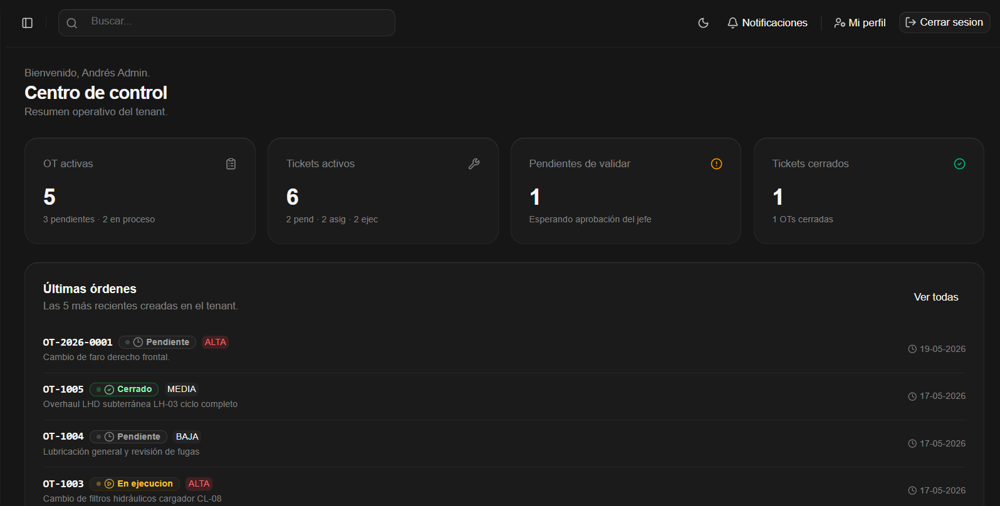 Buscar...
Notificaciones
Mi perfil
Cerrar sesion
Bienvenido, Andrés Admin.
Centro de control
Resumen operativo del tenant.
OT activas
5
3 pendientes · 2 en proceso
Tickets activos
6
2 pend · 2 asig · 2 ejec
Pendientes de validar
1
Esperando aprobación del jefe
Tickets cerrados
1
1 OTs cerradas
Últimas órdenes
Las 5 más recientes creadas en el tenant.
Ver todas
OT-2026-0001 Pendiente ALTA
Cambio de faro derecho frontal.
19-05-2026
OT-1005 Cerrado MEDIA
Overhaul LHD subterránea LH-03 ciclo completo
17-05-2026
OT-1004 Pendiente BAJA
Lubricación general y revisión de fugas
17-05-2026
OT-1003 En ejecucion ALTA
Cambio de filtros hidráulicos cargador CL-08
17-05-2026